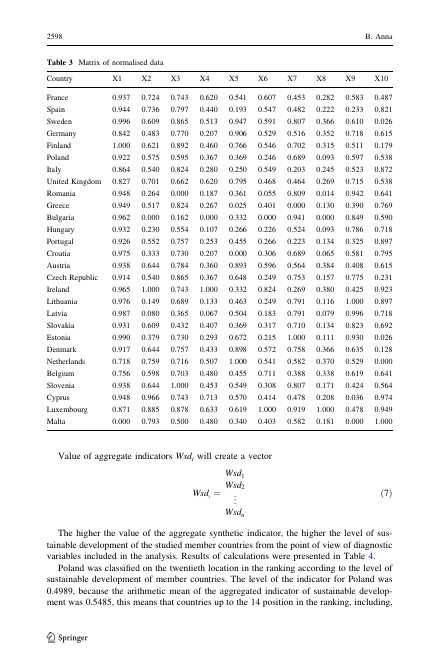 2598 B. Anna
Table 3 Matrix of normalised data
Country X1 X2 X3 X4 X5 X6 X7 X8 X9 X10
France 0.937 0.724 0.743 0.620 0.541 0.607 0.453 0.282 0.583 0.487
Spain 0.944 0.736 0.797 0.440 0.193 0.547 0.482 0.222 0.233 0.821
Sweden 0.996 0.609 0.865 0.513 0.947 0.591 0.807 0.366 0.610 0.026
Germany 0.842 0.483 0.770 0.207 0.906 0.529 0.516 0.352 0.718 0.615
Finland 1.000 0.621 0.892 0.460 0.766 0.546 0.702 0.315 0.511 0.179
Poland 0.922 0.575 0.595 0.367 0.369 0.246 0.689 0.093 0.597 0.538
Italy 0.864 0.540 0.824 0.280 0.250 0.549 0.203 0.245 0.523 0.872
United Kingdom 0.827 0.701 0.662 0.620 0.795 0.468 0.464 0.269 0.715 0.538
Romania 0.948 0.264 0.000 0.187 0.361 0.055 0.809 0.014 0.942 0.641
Greece 0.949 0.517 0.824 0.267 0.025 0.401 0.000 0.130 0.390 0.769
Bulgaria 0.962 0.000 0.162 0.000 0.332 0.000 0.941 0.000 0.849 0.590
Hungary 0.932 0.230 0.554 0.107 0.266 0.226 0.524 0.093 0.786 0.718
Portugal 0.926 0.552 0.757 0.253 0.455 0.266 0.223 0.134 0.325 0.897
Croatia 0.975 0.333 0.730 0.207 0.000 0.306 0.689 0.065 0.581 0.795
Austria 0.938 0.644 0.784 0.360 0.893 0.596 0.564 0.384 0.408 0.615
Czech Republic 0.914 0.540 0.865 0.367 0.648 0.249 0.753 0.157 0.775 0.231
Ireland 0.965 1.000 0.743 1.000 0.332 0.824 0.269 0.380 0.425 0.923
Lithuania 0.976 0.149 0.689 0.133 0.463 0.249 0.791 0.116 1.000 0.897
Latvia 0.987 0.080 0.365 0.067 0.504 0.183 0.791 0.079 0.996 0.718
Slovakia 0.931 0.609 0.432 0.407 0.369 0.317 0.710 0.134 0.823 0.692
Estonia 0.990 0.379 0.730 0.293 0.672 0.215 1.000 0.111 0.930 0.026
Denmark 0.917 0.644 0.757 0.433 0.898 0.572 0.758 0.366 0.635 0.128
Netherlands 0.718 0.759 0.716 0.507 1.000 0.541 0.582 0.370 0.529 0.000
Belgium 0.756 0.598 0.703 0.480 0.455 0.711 0.388 0.338 0.619 0.641
Slovenia 0.938 0.644 1.000 0.453 0.549 0.308 0.807 0.171 0.424 0.564
Cyprus 0.948 0.966 0.743 0.713 0.570 0.414 0.478 0.208 0.036 0.974
Luxembourg 0.871 0.885 0.878 0.633 0.619 1.000 0.919 1.000 0.478 0.949
Malta 0.000 0.793 0.500 0.480 0.340 0.403 0.582 0.181 0.000 1.000
Value of aggregate indicators Wsdi will create a vector
Wsd1
Wsd2
Wsdi = ⋮ (7)
Wsdn
The higher the value of the aggregate synthetic indicator, the higher the level of sus-
tainable development of the studied member countries from the point of view of diagnostic
variables included in the analysis. Results of calculations were presented in Table 4.
Poland was classified on the twentieth location in the ranking according to the level of
sustainable development of member countries. The level of the indicator for Poland was
0.4989, because the arithmetic mean of the aggregated indicator of sustainable develop-
ment was 0.5485, this means that countries up to the 14 position in the ranking, including,
Springer